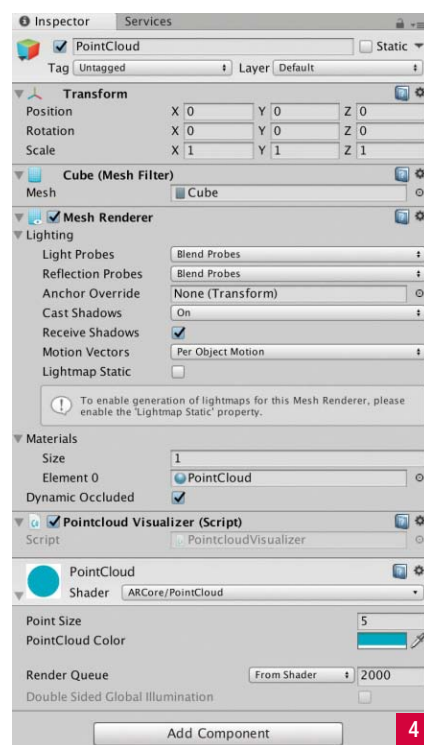 Inspector Services
PointCloud Static
Tag Untagged Layer Default
Transform
Position X 0 Y 0 Z 0
Rotation X 0 Y 0 Z 0
Scale X 1 Y 1 Z 1
Cube (Mesh Filter)
Mesh Cube
Mesh Renderer
Lighting
Light Probes Blend Probes
Reflection Probes Blend Probes
Anchor Override None (Transform)
Cast Shadows On
Receive Shadows
Motion Vectors Per Object Motion
Lightmap Static
To enable generation of lightmaps for this Mesh Renderer, please
enable the 'Lightmap Static' property.
Materials
Size 1
Element 0 PointCloud
Dynamic Occluded
Pointcloud Visualizer (Script)
Script PointcloudVisualizer
PointCloud
Shader ARCore/PointCloud
Point Size 5
PointCloud Color
Render Queue From Shader 2000
Double Sided Global Illumination
Add Component
4